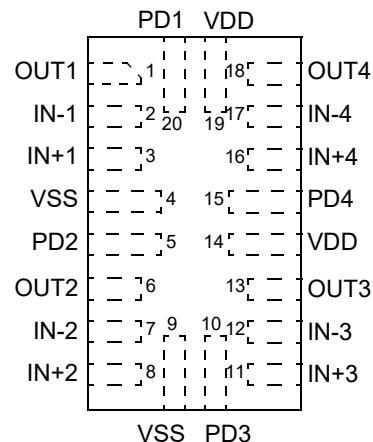 PD1 VDD
OUT1 1 18 OUT4
IN-1 2 20 19 17 IN-4
IN+1 3 16 IN+4
VSS 4 15 PD4
PD2 5 14 VDD
OUT2 6 13 OUT3
IN-2 7 9 10 12 IN-3
IN+2 8 11 IN+3
VSS PD3